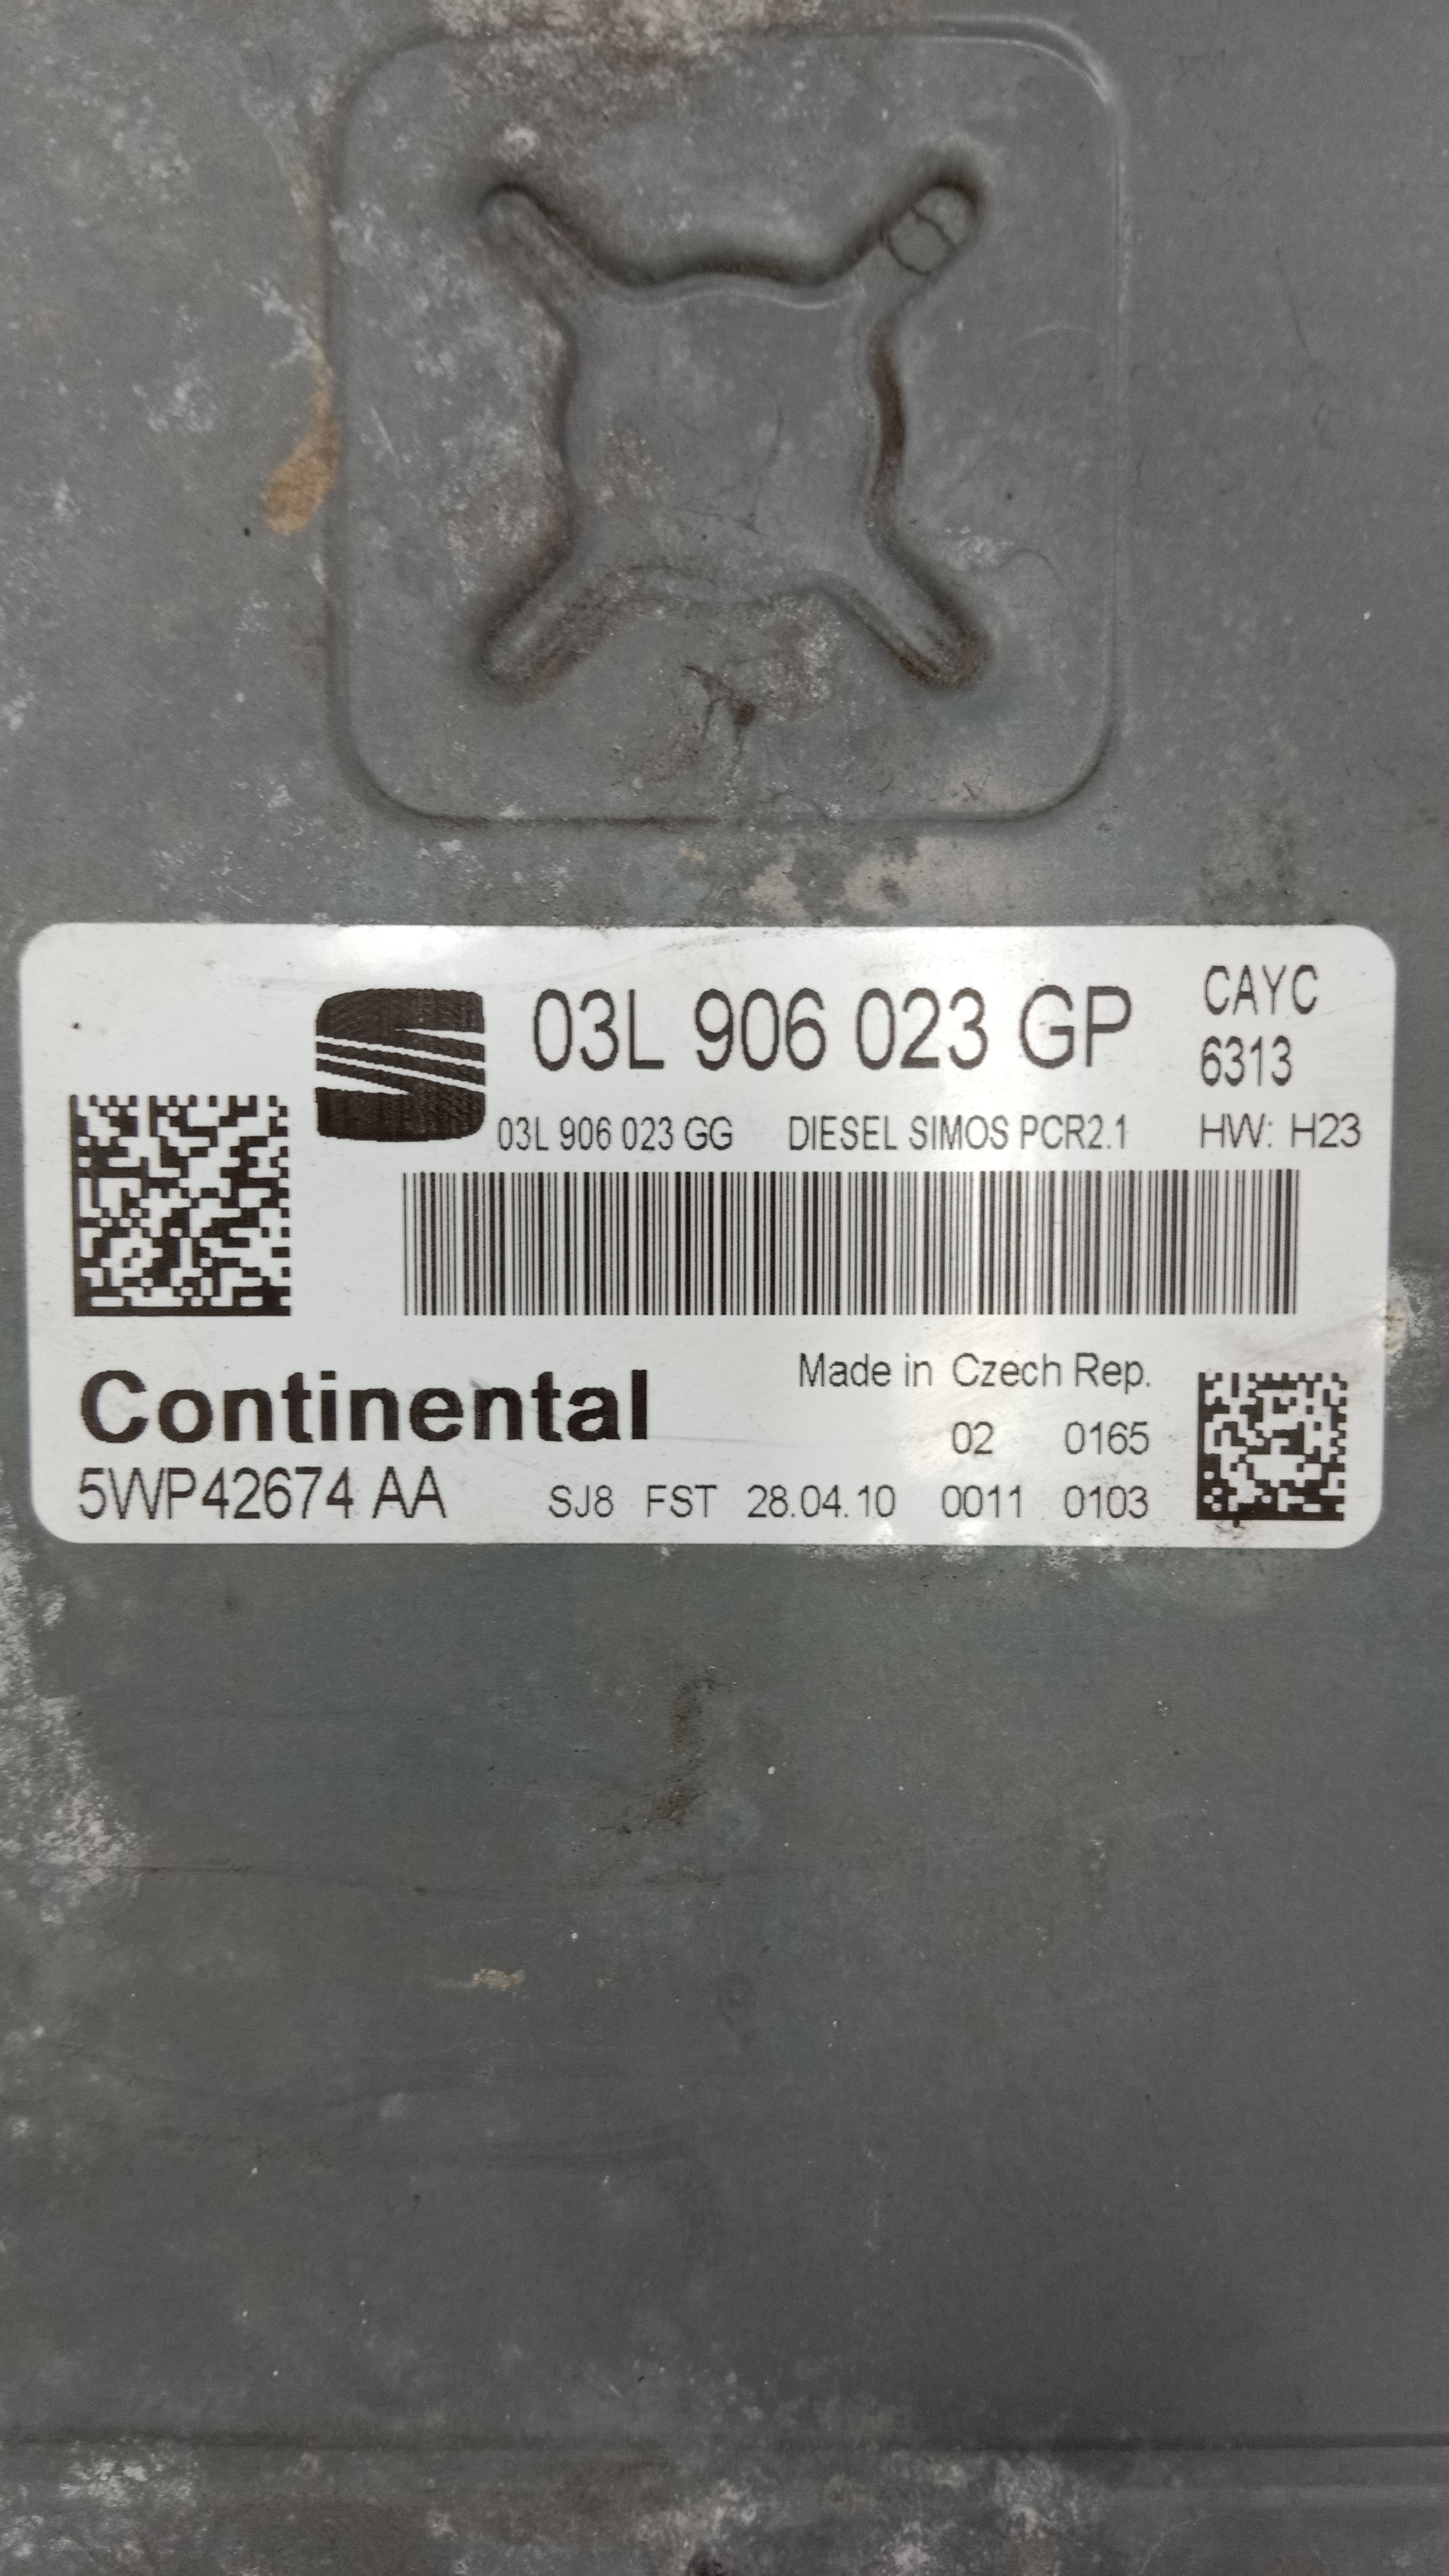 03L 906 023 GP CAYC
6313
03L 906 023 GG DIESEL SIMOS PCR2.1 HW: H23
Continental Made in Czech Rep.
02 0165
5WP42674 AA SJ8 FST 28.04.10 0011 0103